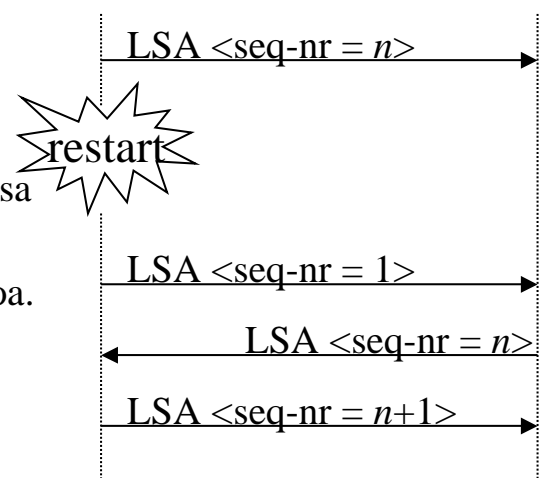 LSA <seq-nr = n>
restart
sa
LSA <seq-nr = 1>
pa.
LSA <seq-nr = n>
LSA <seq-nr = n+1>